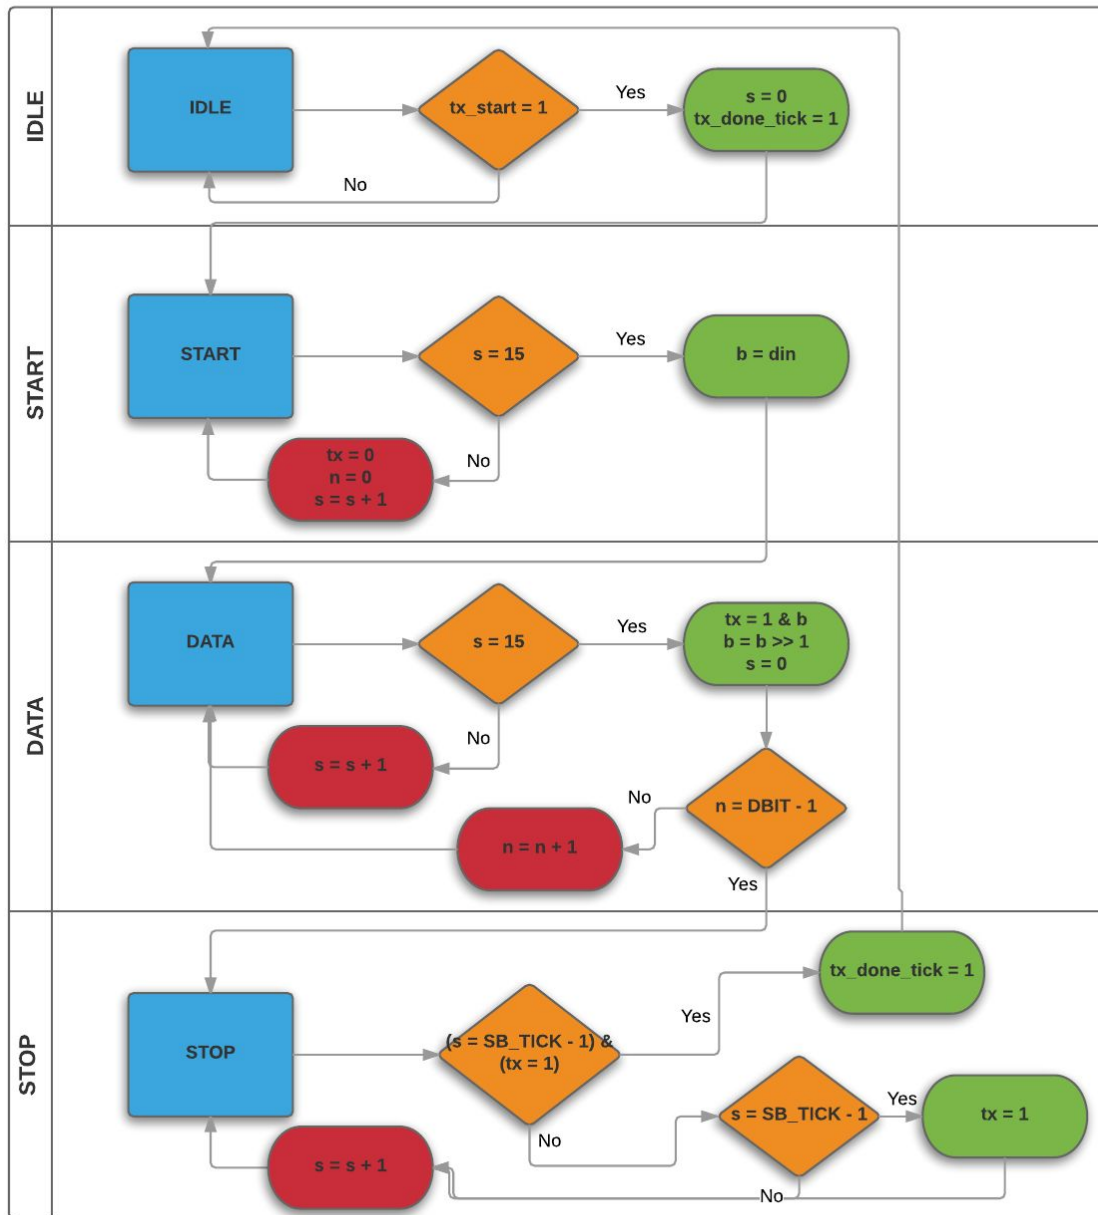 IDLE
IDLE
tx_start = 1
Yes
s = 0
tx_done_tick = 1
No
START
START
s = 15
Yes
b = din
No
tx = 0
n = 0
s = s + 1
DATA
DATA
s = 15
Yes
tx = 1 & b
b = b >> 1
s = 0
No
s = s + 1
n = DBIT - 1
No
n = n + 1
Yes
STOP
STOP
(s = SB_TICK - 1) &
(tx = 1)
Yes
tx_done_tick = 1
No
s = SB_TICK - 1
Yes
tx = 1
s = s + 1
No